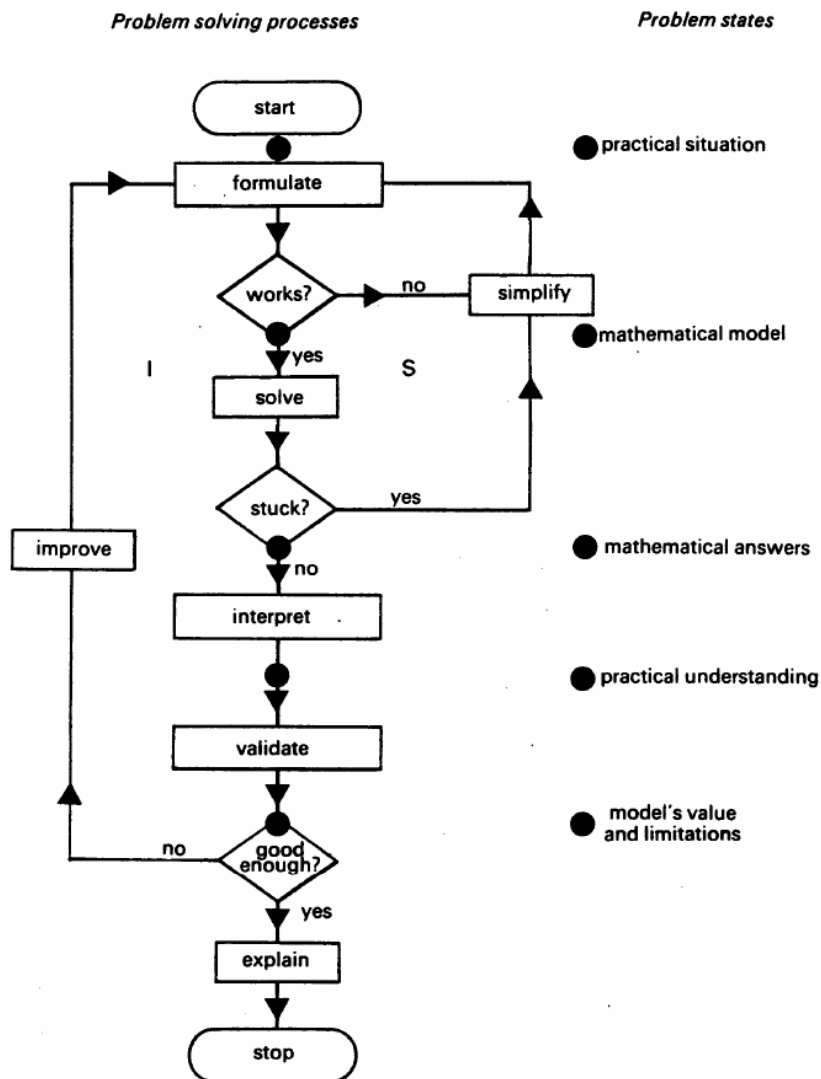 Problem solving processes
Problem states
start
practical situation
formulate
works?
no
simplify
mathematical model
yes
I
S
solve
stuck?
yes
improve
mathematical answers
no
interpret
practical understanding
validate
model's value
and limitations
no
good
enough?
yes
explain
stop